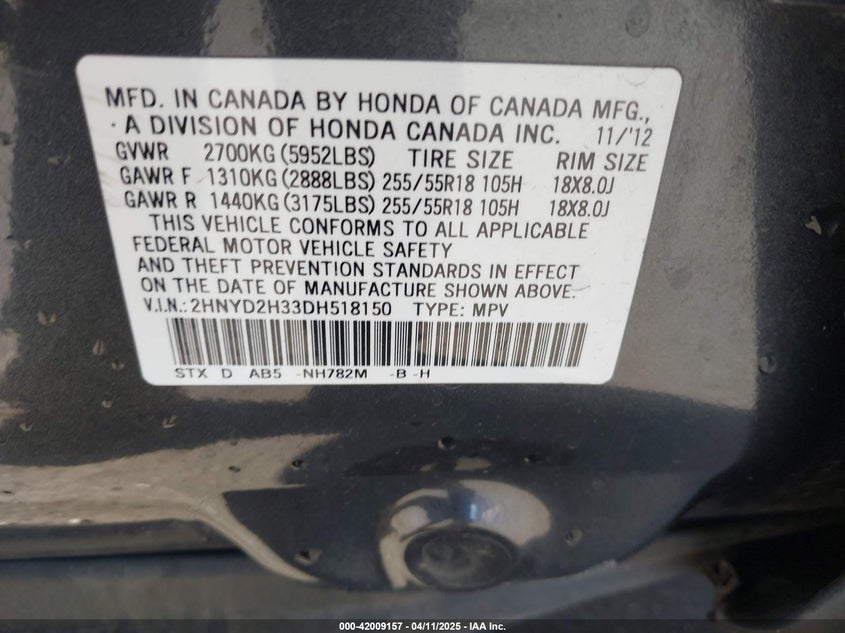 MFD. IN CANADA BY HONDA OF CANADA MFG.,
A DIVISION OF HONDA CANADA INC. 11/'12
GVWR 2700KG (5952LBS) TIRE SIZE RIM SIZE
GAWR F 1310KG (2888LBS) 255/55R18 105H 18X8.0J
GAWR R 1440KG (3175LBS) 255/55R18 105H 18X8.0J
THIS VEHICLE CONFORMS TO ALL APPLICABLE
FEDERAL MOTOR VEHICLE SAFETY
AND THEFT PREVENTION STANDARDS IN EFFECT
ON THE DATE OF MANUFACTURE SHOWN ABOVE.
V.I.N.: 2HNYD2H33DH518150 TYPE: MPV
STX D AB5 -NH782M -B -H
000-42009157 - 04/11/2025 - IAA Inc.